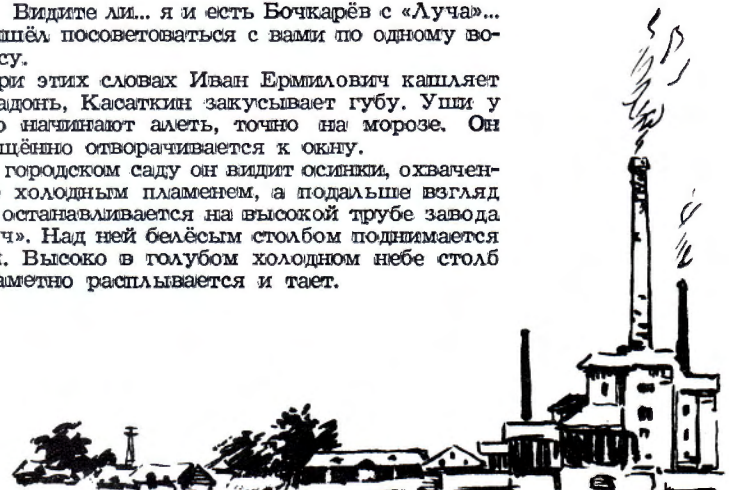 Видите ли... я и есть Бочкарёв с «Луча»...
шёл посоветоваться с вами по одному во-
су.
ри этих словах Иван Ермилович кашляет
адонь, Касаткин закусывает губу. Уши у
о начинают алеть, точно на морозе. Он
щённо отворачивается к окну.
городском саду он видит осинки, охвачен-
холодным пламенем, а подальше взгляд
останавливается на высокой трубе завода
ч». Над ней белёсым столбом поднимается
. Высоко в голубом холодном небе столб
аметно расплывается и тает.